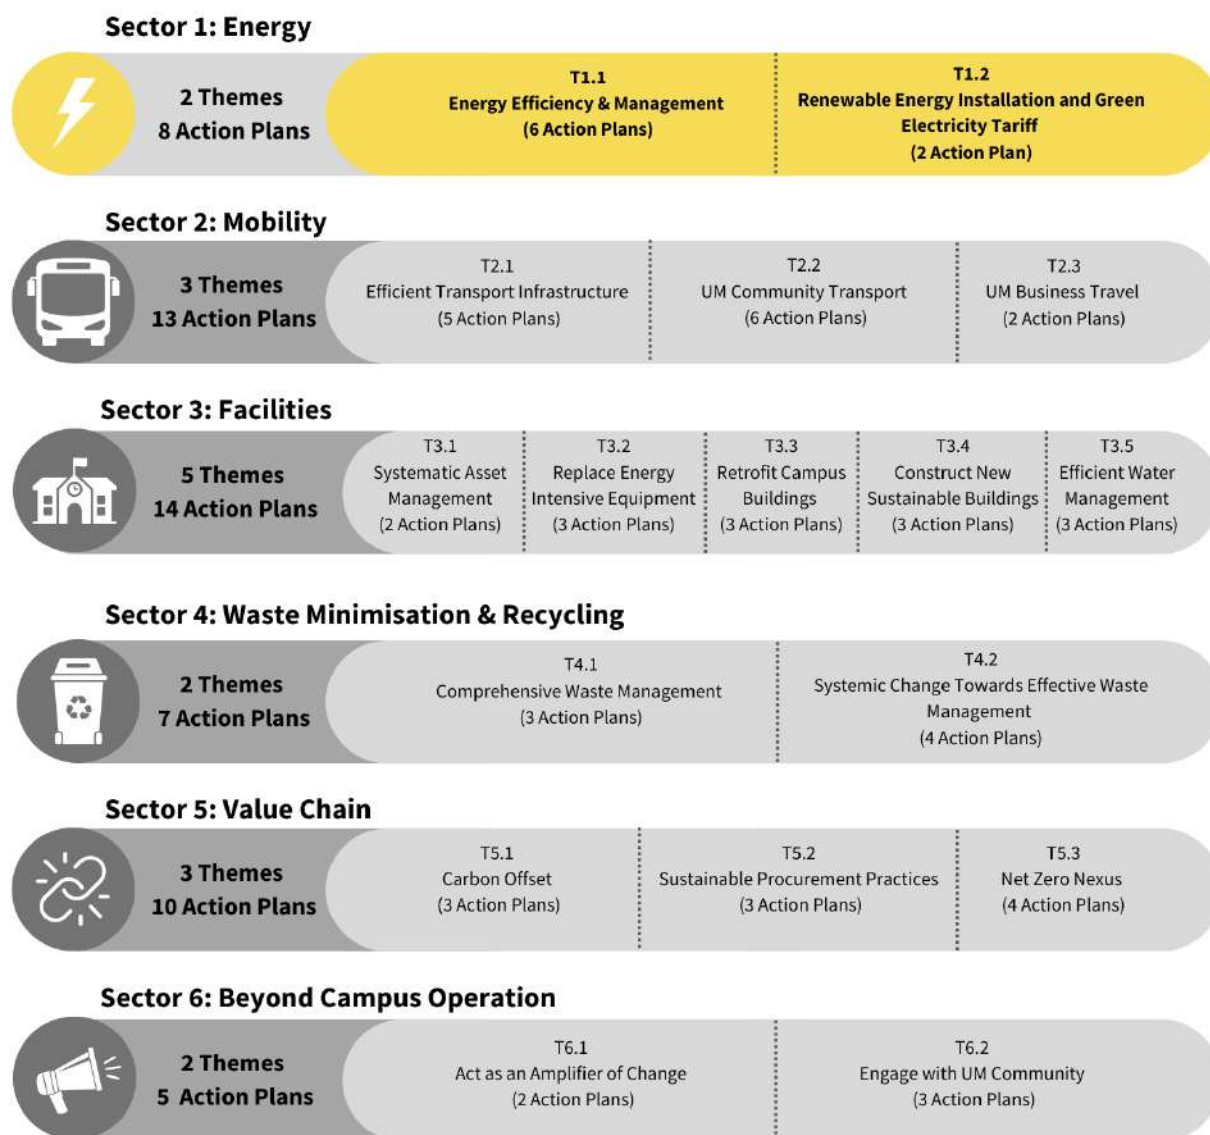 Sector 1: Energy
2 Themes
8 Action Plans
T1.1
Energy Efficiency & Management
(6 Action Plans)
T1.2
Renewable Energy Installation and Green
Electricity Tariff
(2 Action Plan)
Sector 2: Mobility
3 Themes
13 Action Plans
T2.1
Efficient Transport Infrastructure
(5 Action Plans)
T2.2
UM Community Transport
(6 Action Plans)
T2.3
UM Business Travel
(2 Action Plans)
Sector 3: Facilities
5 Themes
14 Action Plans
T3.1
Systematic Asset
Management
(2 Action Plans)
T3.2
Replace Energy
Intensive Equipment
(3 Action Plans)
T3.3
Retrofit Campus
Buildings
(3 Action Plans)
T3.4
Construct New
Sustainable Buildings
(3 Action Plans)
T3.5
Efficient Water
Management
(3 Action Plans)
Sector 4: Waste Minimisation & Recycling
2 Themes
7 Action Plans
T4.1
Comprehensive Waste Management
(3 Action Plans)
T4.2
Systemic Change Towards Effective Waste
Management
(4 Action Plans)
Sector 5: Value Chain
3 Themes
10 Action Plans
T5.1
Carbon Offset
(3 Action Plans)
T5.2
Sustainable Procurement Practices
(3 Action Plans)
T5.3
Net Zero Nexus
(4 Action Plans)
Sector 6: Beyond Campus Operation
2 Themes
5 Action Plans
T6.1
Act as an Amplifier of Change
(2 Action Plans)
T6.2
Engage with UM Community
(3 Action Plans)